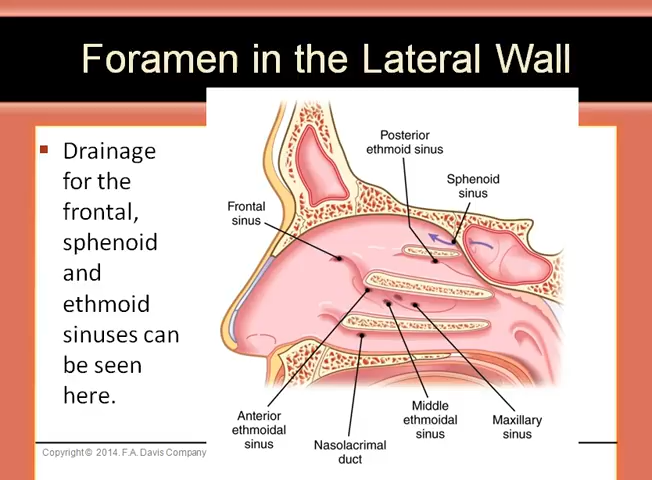 Foramen in the Lateral Wall
▪ Drainage
for the
frontal,
sphenoid
and
ethmoid
sinuses can
be seen
here.
Posterior
ethmoid sinus
Sphenoid
sinus
Frontal
sinus
Anterior
ethmoidal
sinus
Nasolacrimal
duct
Middle
ethmoidal
sinus
Maxillary
sinus
Copyright © 2014. F.A. Davis Company